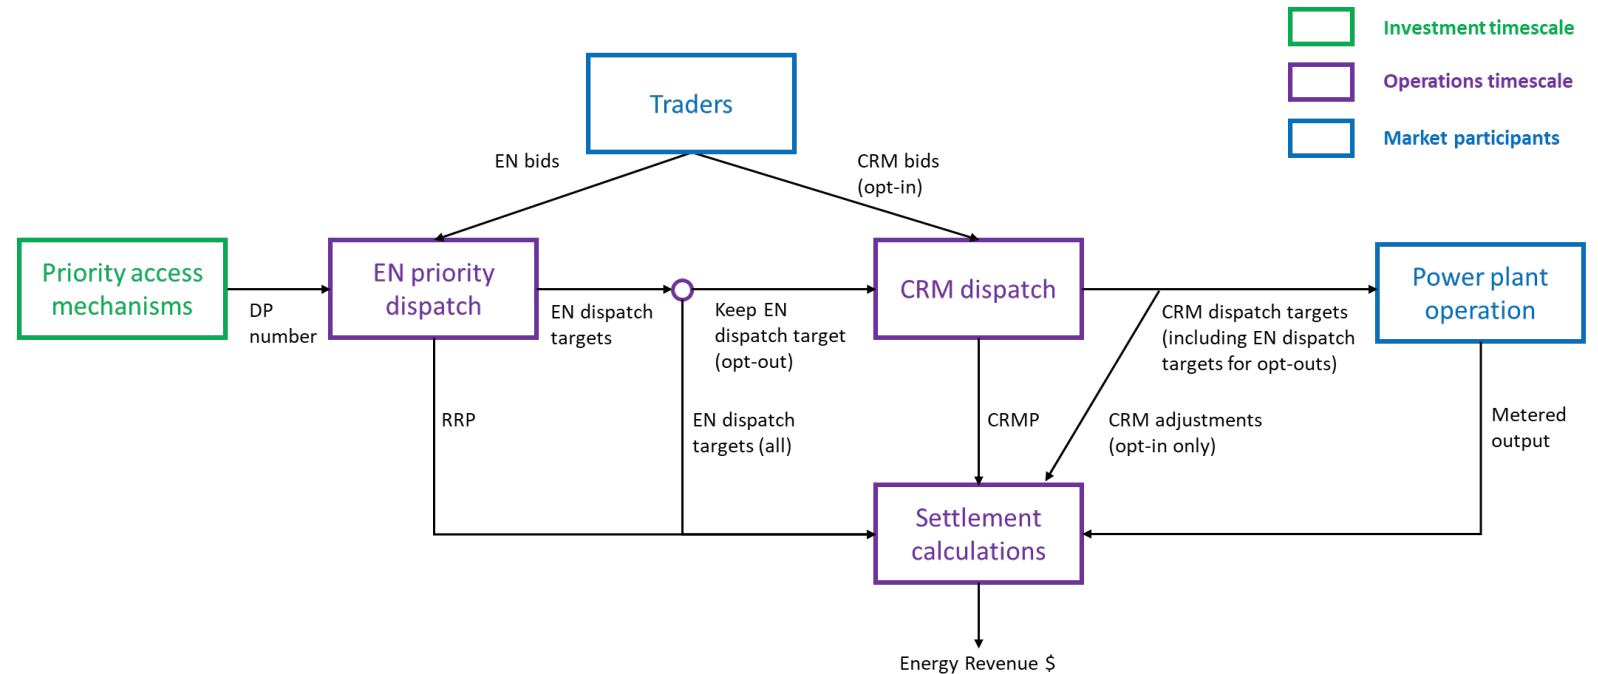 Investment timescale
Operations timescale
Market participants
Traders
EN bids
CRM bids
(opt-in)
Priority access
mechanisms
DP
number
EN priority
dispatch
EN dispatch
targets
Keep EN
dispatch target
(opt-out)
CRM dispatch
CRM dispatch targets
(including EN dispatch
targets for opt-outs)
Power plant
operation
RRP
EN dispatch
targets (all)
CRMP
CRM adjustments
(opt-in only)
Metered
output
Settlement
calculations
Energy Revenue $